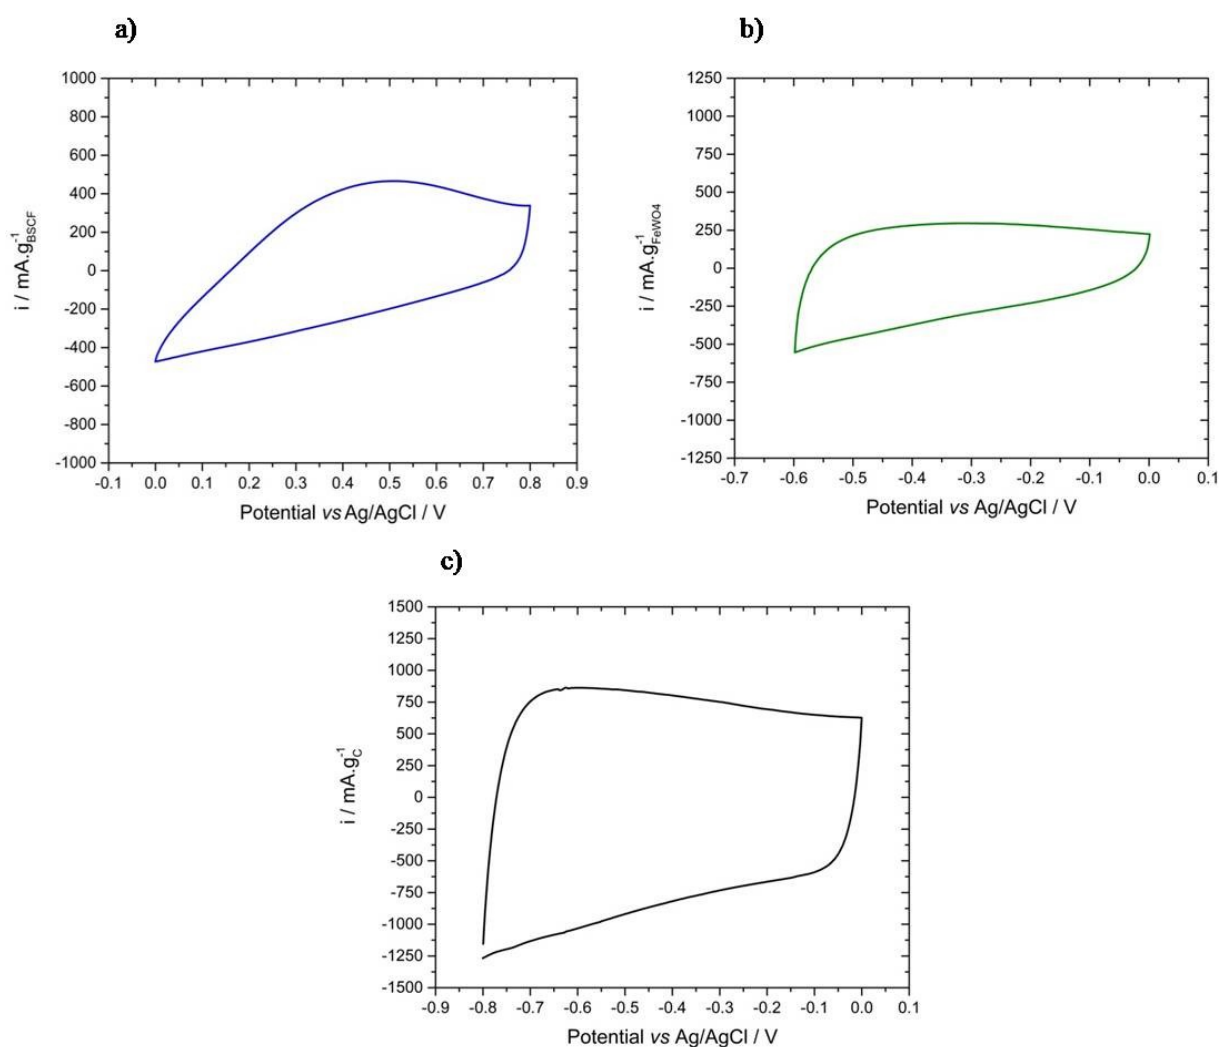 a)
1000
800
600
400
200
0
-200
-400
-600
-800
-1000
-0.1 0.0 0.1 0.2 0.3 0.4 0.5 0.6 0.7 0.8 0.9
Potential vs Ag/AgCl / V
i / mA.g-1 BSCF
b)
1250
1000
750
500
250
0
-250
-500
-750
-1000
-1250
-0.7 -0.6 -0.5 -0.4 -0.3 -0.2 -0.1 0.0 0.1
Potential vs Ag/AgCl / V
i / mA.g-1 FeWO4
c)
1500
1250
1000
750
500
250
0
-250
-500
-750
-1000
-1250
-1500
-0.9 -0.8 -0.7 -0.6 -0.5 -0.4 -0.3 -0.2 -0.1 0.0 0.1
Potential vs Ag/AgCl / V
i / mA.g-1 C